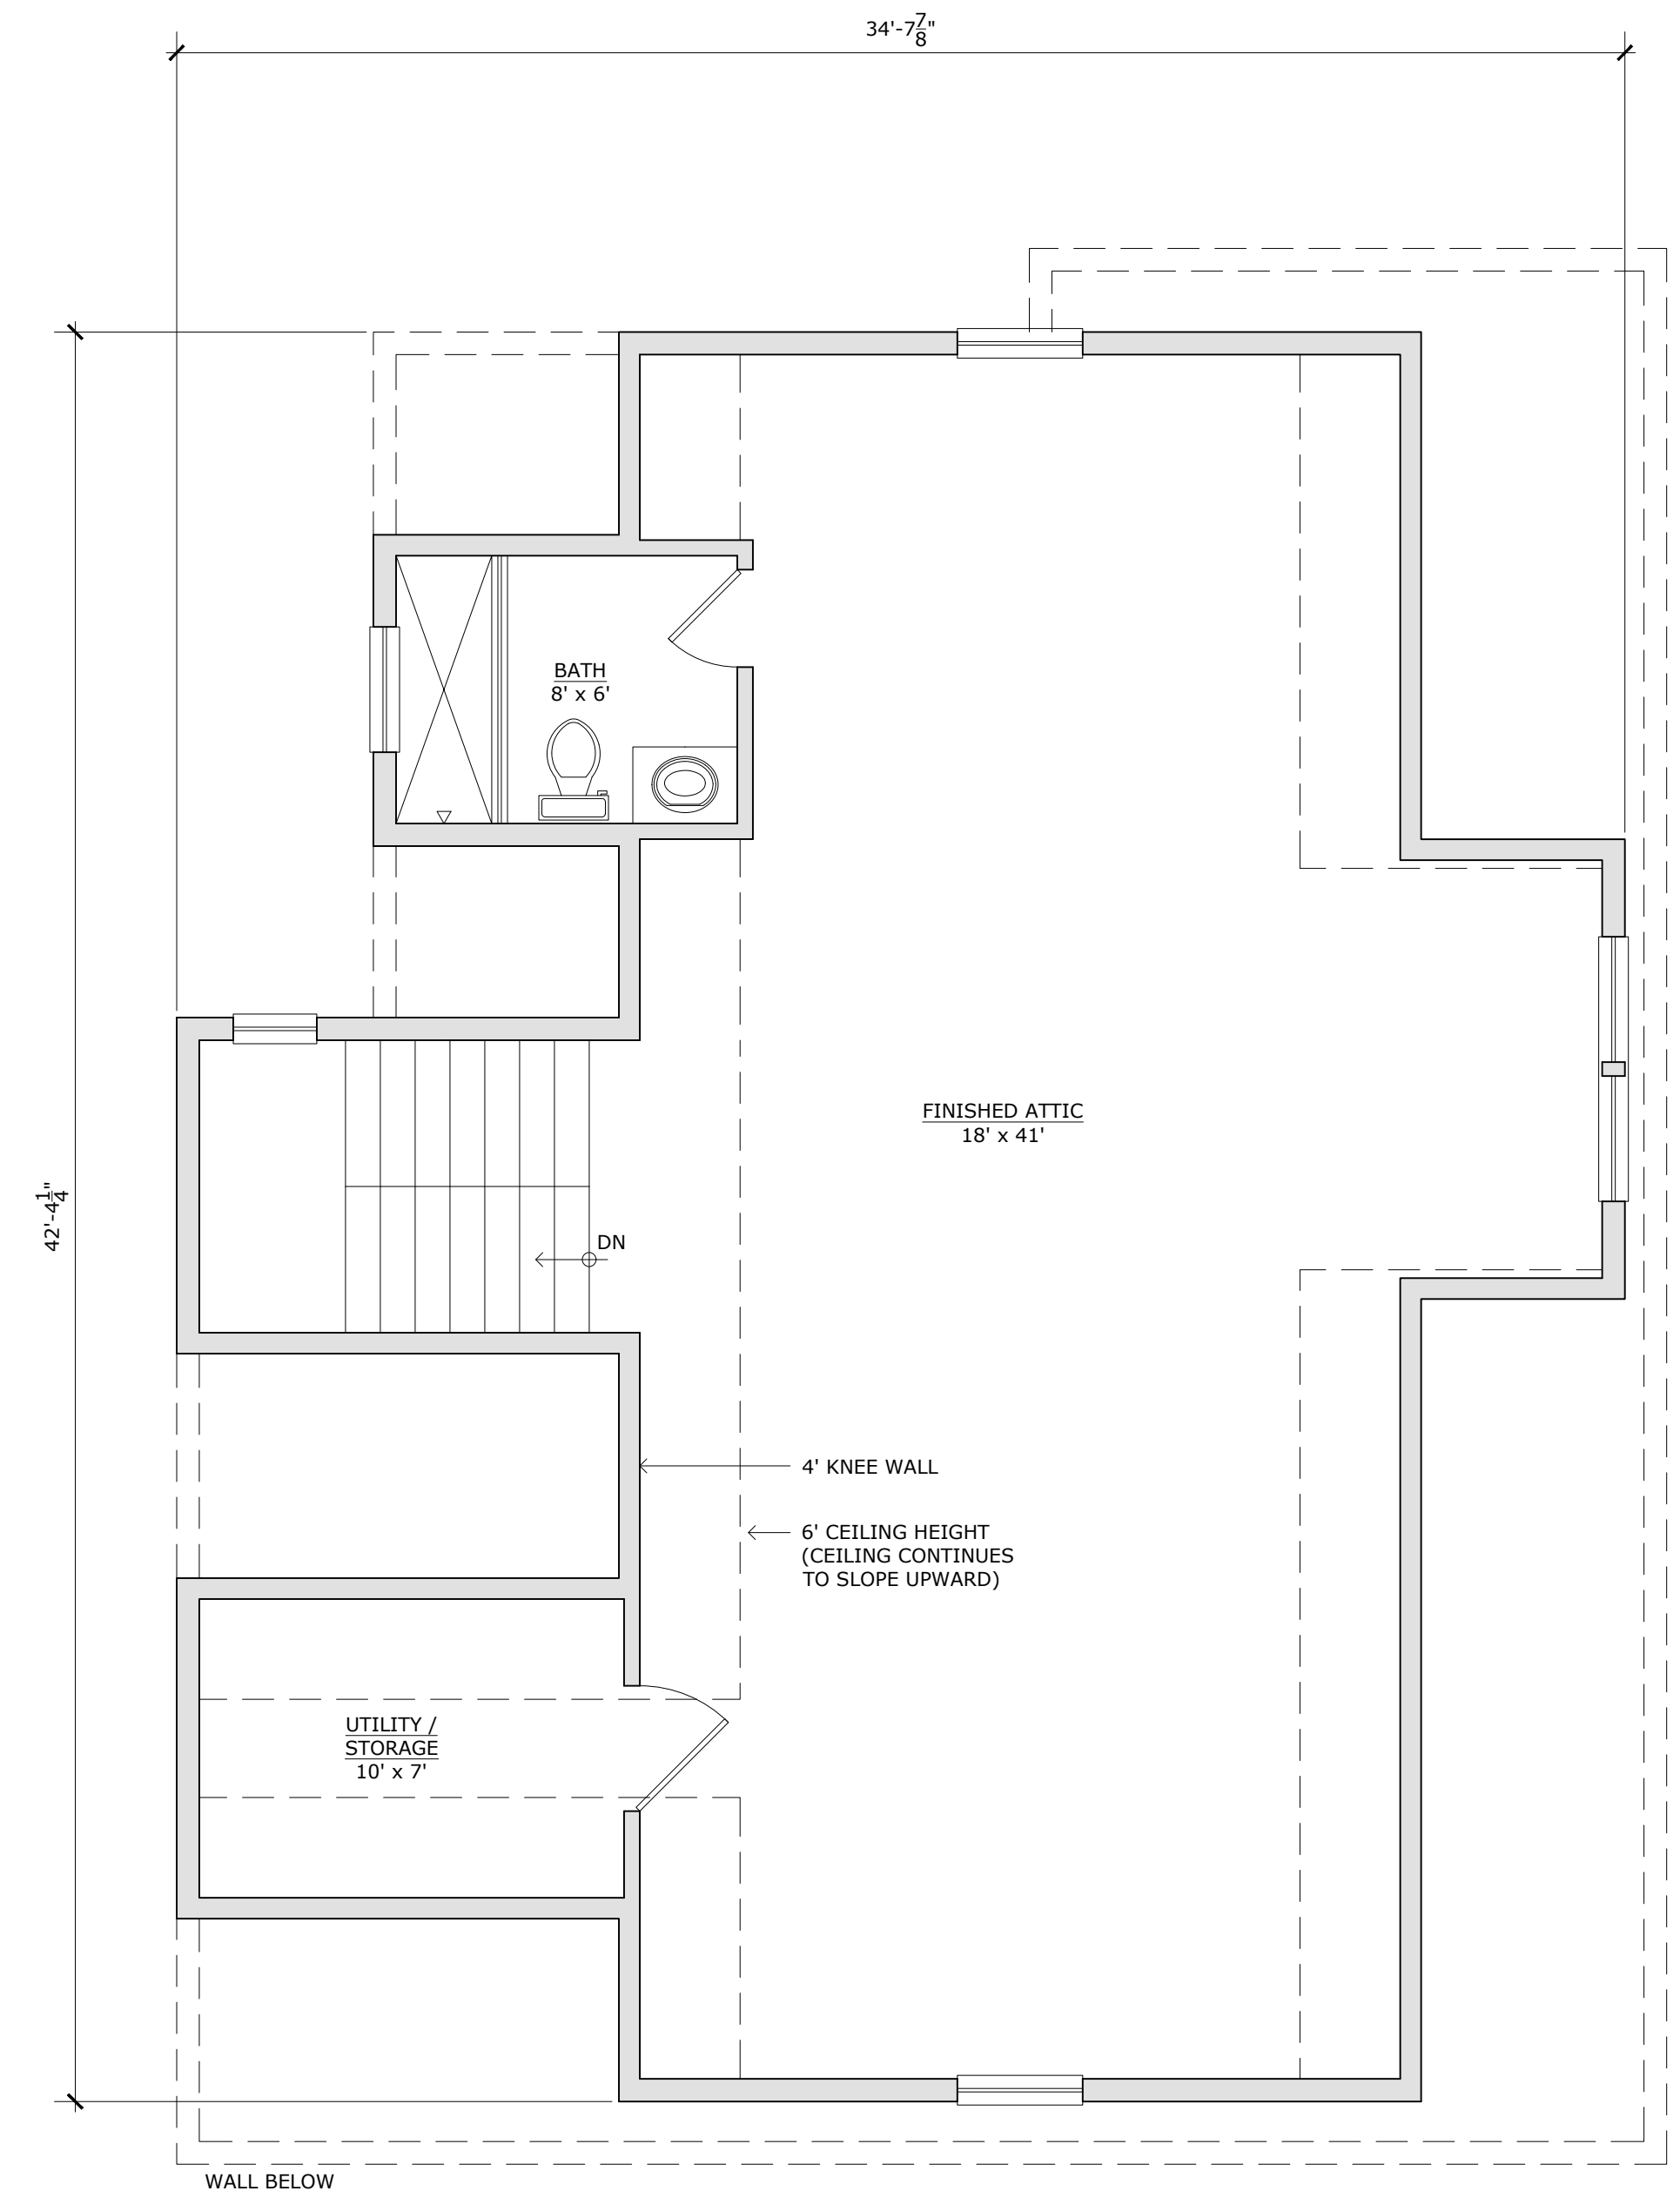 34'-7 7/8"
BATH
8' x 6'
FINISHED ATTIC
18' x 41'
42'-4 1/4"
DN
4' KNEE WALL
6' CEILING HEIGHT
(CEILING CONTINUES
TO SLOPE UPWARD)
UTILITY /
STORAGE
10' x 7'
WALL BELOW